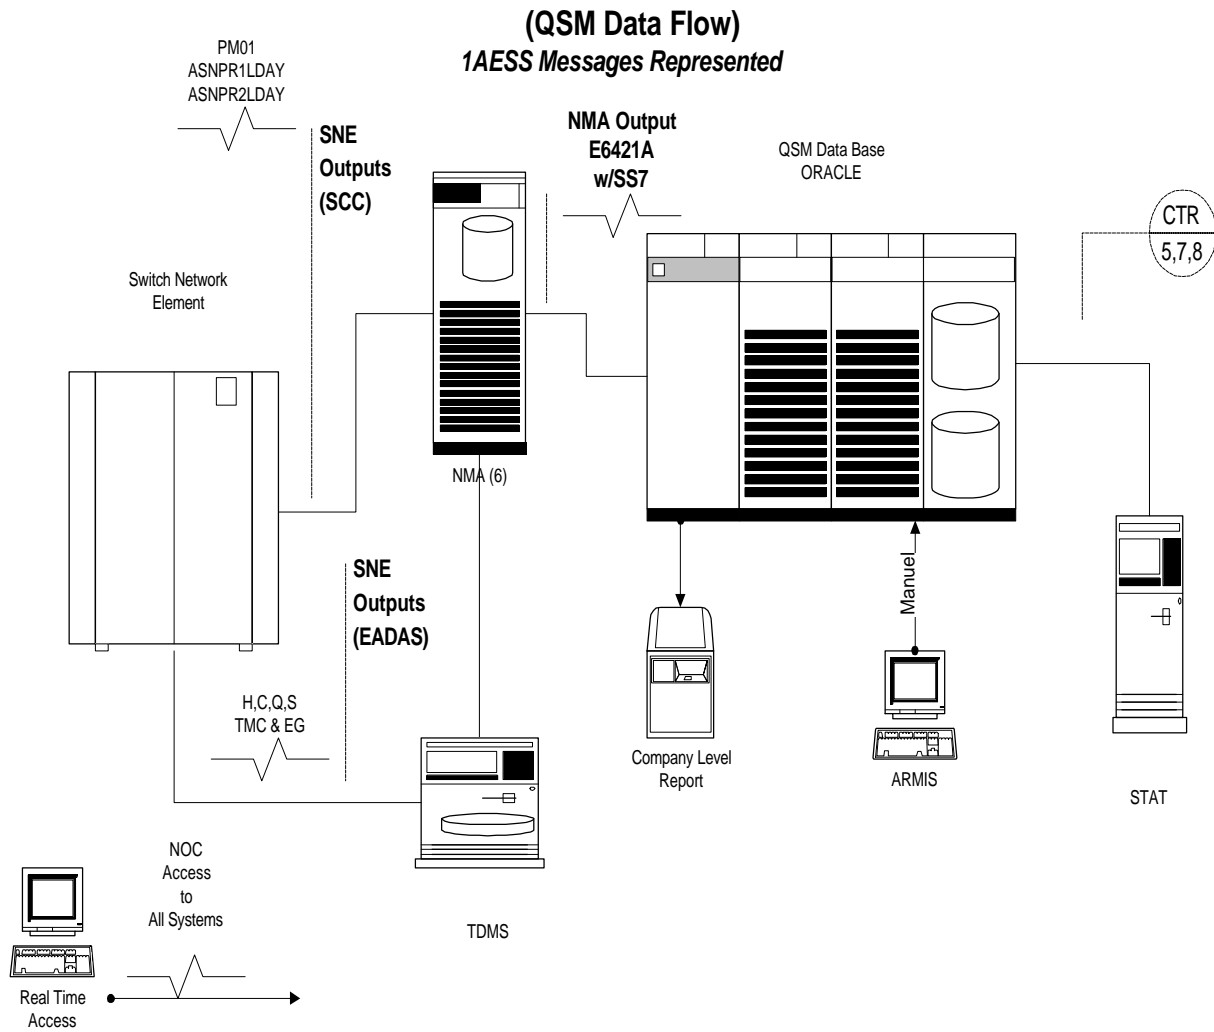 (QSM Data Flow)
1AESS Messages Represented
PM01
ASNPR1LDAY
ASNPR2LDAY
SNE
Outputs
(SCC)
NMA Output
E6421A
w/SS7
QSM Data Base
ORACLE
CTR
5,7,8
Switch Network
Element
NMA (6)
SNE
Outputs
(EADAS)
Manuel
H,C,Q,S
TMC & EG
Company Level
Report
ARMIS
STAT
NOC
Access
to
All Systems
TDMS
Real Time
Access